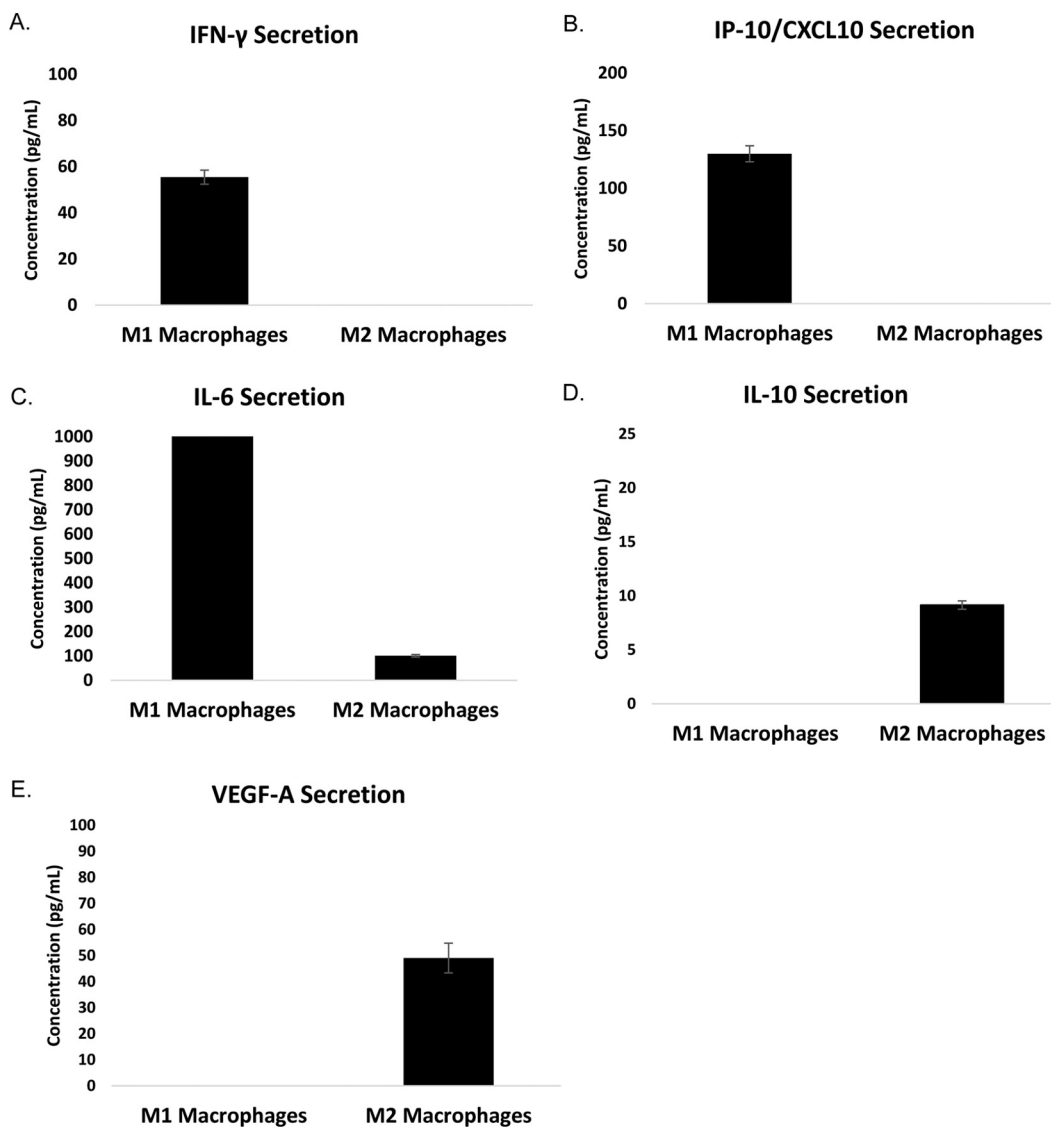 A.
IFN-γ Secretion
Concentration (pg/mL)
100
80
60
40
20
0
M1 Macrophages M2 Macrophages
B.
IP-10/CXCL10 Secretion
Concentration (pg/mL)
200
150
100
50
0
M1 Macrophages M2 Macrophages
C.
IL-6 Secretion
Concentration (pg/mL)
1000
900
800
700
600
500
400
300
200
100
0
M1 Macrophages M2 Macrophages
D.
IL-10 Secretion
Concentration (pg/mL)
25
20
15
10
5
0
M1 Macrophages M2 Macrophages
E.
VEGF-A Secretion
Concentration (pg/mL)
100
90
80
70
60
50
40
30
20
10
0
M1 Macrophages M2 Macrophages